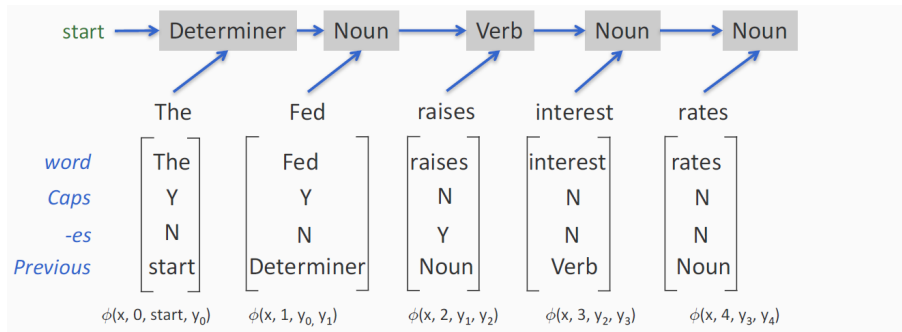 start Determiner Noun Verb Noun Noun
The Fed raises interest rates
word The Fed raises interest rates
Caps Y Y N N N
-es N N Y N N
Previous start Determiner Noun Verb Noun
ϕ(x, 0, start, y₀) ϕ(x, 1, y₀, y₁) ϕ(x, 2, y₁, y₂) ϕ(x, 3, y₂, y₃) ϕ(x, 4, y₃, y₄)